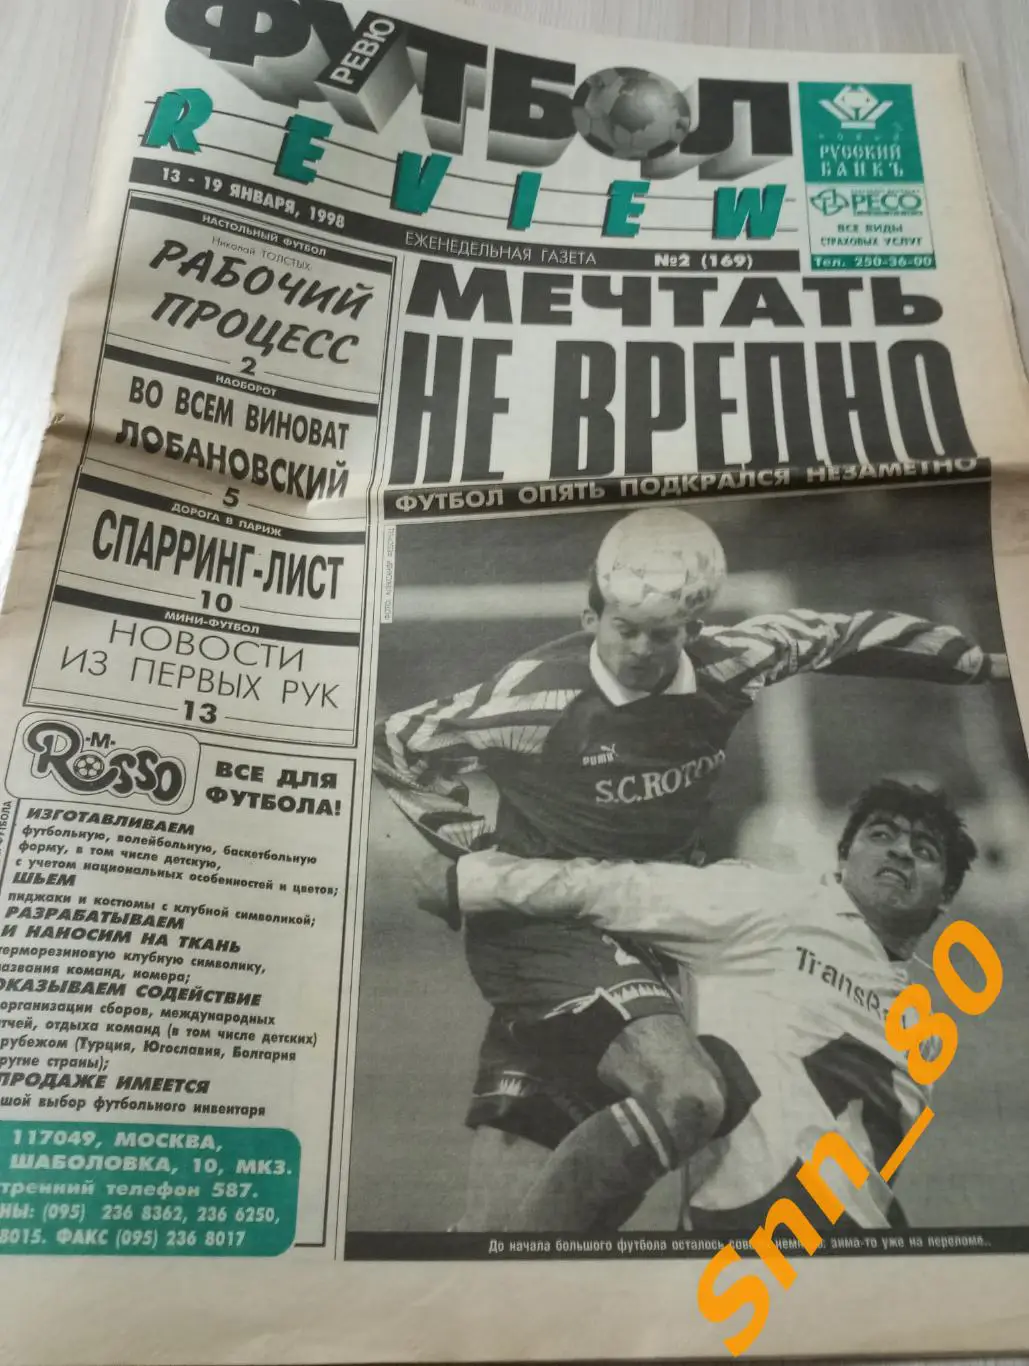 ФУТБОЛ
РЕВЮ
REVIEW
РУССКИЙ
БАНКЪ
РЕСО
ВСЕ ВИДЫ
СТРАХОВЫХ УСЛУГ
Тел. 250-36-00
13 - 19 ЯНВАРЯ, 1998
ЕЖЕНЕДЕЛЬНАЯ ГАЗЕТА
№2 (169)
НАСТОЛЬНЫЙ ФУТБОЛ
Николай ТОЛСТЫХ
РАБОЧИЙ
ПРОЦЕСС
2
НАОБОРОТ
ВО ВСЕМ ВИНОВАТ
ЛОБАНОВСКИЙ
5
ДОРОГА В ПАРИЖ
СПАРРИНГ-ЛИСТ
10
МИНИ-ФУТБОЛ
НОВОСТИ
ИЗ ПЕРВЫХ РУК
13
МЕЧТАТЬ
НЕ ВРЕДНО
ФУТБОЛ ОПЯТЬ ПОДКРАЛСЯ НЕЗАМЕТНО
PUMA
S.C.ROTOR
-М-
ROSSO
ВСЕ ДЛЯ
ФУТБОЛА!
ИЗГОТАВЛИВАЕМ
футбольную, волейбольную, баскетбольную
форму, в том числе детскую,
с учетом национальных особенностей и цветов;
ШЬЕМ
пиджаки и костюмы с клубной символикой;
РАЗРАБАТЫВАЕМ
И НАНОСИМ НА ТКАНЬ
терморезиновую клубную символику,
названия команд, номера;
ОКАЗЫВАЕМ СОДЕЙСТВИЕ
организации сборов, международных
тчей, отдыха команд (в том числе детских)
рубежом (Турция, Югославия, Болгария
ругие страны);
ПРОДАЖЕ ИМЕЕТСЯ
шой выбор футбольного инвентаря
117049, МОСКВА,
ШАБОЛОВКА, 10, МКЗ.
тренний телефон 587.
НЫ: (095) 236 8362, 236 6250,
8015. ФАКС (095) 236 8017
До начала большого футбола осталось совсем немного, зима-то уже на переломе..
snn_80